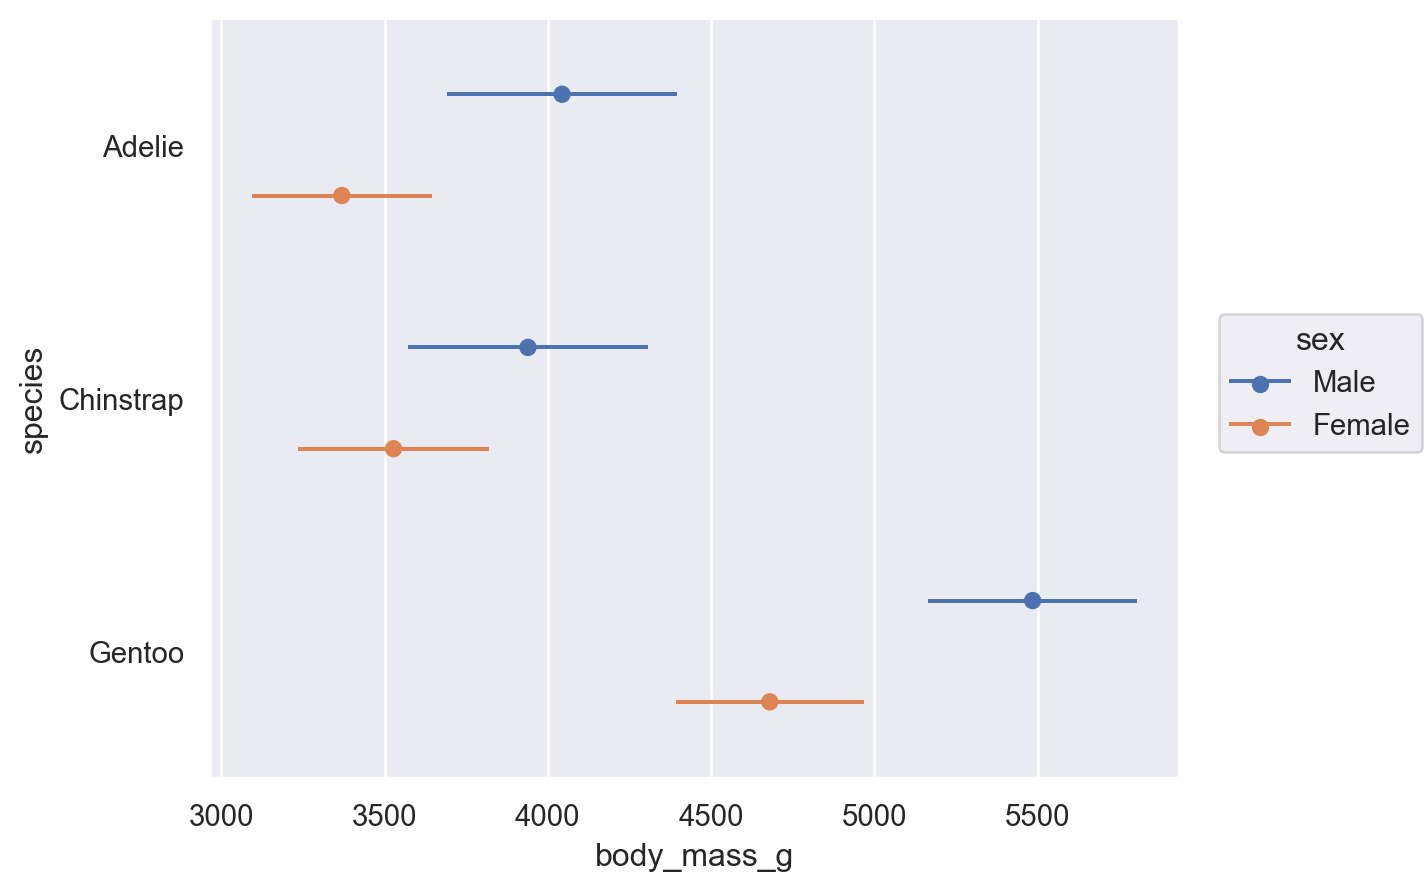 Adelie
Chinstrap
Gentoo
species
3000 3500 4000 4500 5000 5500
body_mass_g
sex
Male
Female